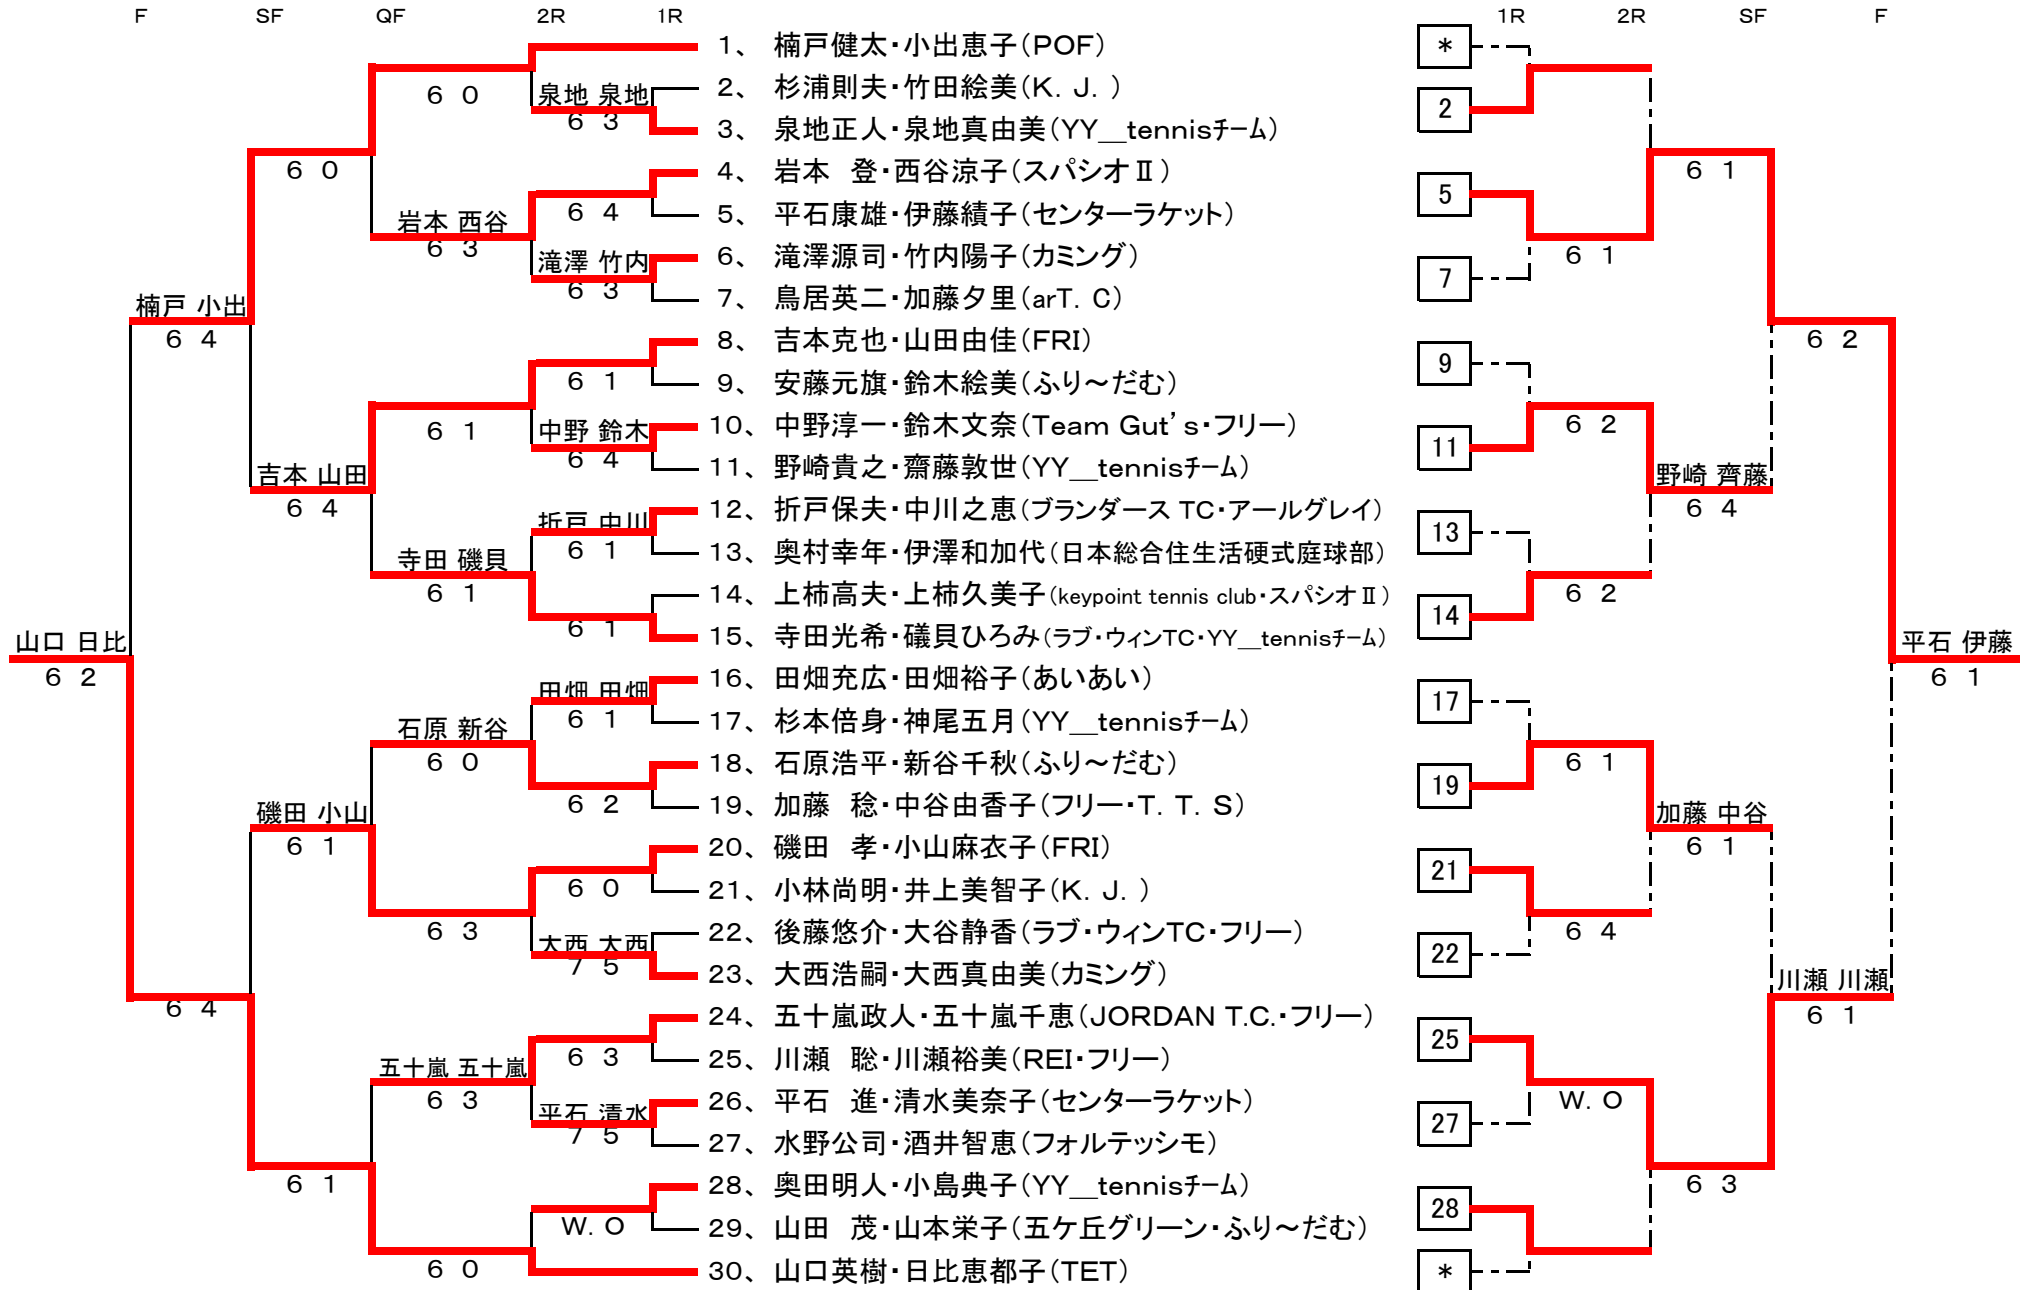 F SF QF 2R 1R 1R 2R SF F
1、 楠戸健太・小出恵子(POF) *
6 0 泉地 泉地 2、 杉浦則夫・竹田絵美(K. J. ) 2
6 3 3、 泉地正人・泉地真由美(YY__tennisチーム)
6 0 4、 岩本 登・西谷涼子(スパシオⅡ) 6 1
岩本 西谷 6 4 5、 平石康雄・伊藤績子(センターラケット) 5
6 3 滝澤 竹内 6、 滝澤源司・竹内陽子(カミング) 6 1
6 3 7、 鳥居英二・加藤夕里(arT. C) 7
楠戸 小出
6 4 8、 吉本克也・山田由佳(FRI) 6 2
6 1 9、 安藤元旗・鈴木絵美(ふり~だむ) 9
6 1 中野 鈴木 10、 中野淳一・鈴木文奈(Team Gut's・フリー) 6 2
6 4 11、 野崎貴之・齋藤敦世(YY__tennisチーム) 11
吉本 山田 野崎 齊藤
6 4 折戸 中川 12、 折戸保夫・中川之恵(ブランダース TC・アールグレイ) 6 4
6 1 13、 奥村幸年・伊澤和加代(日本総合住生活硬式庭球部) 13
寺田 磯貝
6 1 14、 上柿高夫・上柿久美子(keypoint tennis club・スパシオⅡ) 6 2
6 1 15、 寺田光希・礒貝ひろみ(ラブ・ウィンTC・YY__tennisチーム) 14
山口 日比 平石 伊藤
6 2 田畑 田畑 16、 田畑充広・田畑裕子(あいあい) 6 1
石原 新谷 6 1 17、 杉本倍身・神尾五月(YY__tennisチーム) 17
6 0 18、 石原浩平・新谷千秋(ふり~だむ) 6 1
磯田 小山 6 2 19、 加藤 稔・中谷由香子(フリー・T. T. S) 19 加藤 中谷
6 1 20、 磯田 孝・小山麻衣子(FRI) 6 1
6 0 21、 小林尚明・井上美智子(K. J. ) 21
6 3 大西 大西 22、 後藤悠介・大谷静香(ラブ・ウィンTC・フリー) 22 6 4
7 5 23、 大西浩嗣・大西真由美(カミング) 川瀬 川瀬
6 4 24、 五十嵐政人・五十嵐千恵(JORDAN T.C.・フリー) 6 1
五十嵐 五十嵐 6 3 25、 川瀬 聡・川瀬裕美(REI・フリー) 25
6 3 平石 清水 26、 平石 進・清水美奈子(センターラケット) W. O
7 5 27、 水野公司・酒井智恵(フォルテッシモ) 27
6 1 28、 奥田明人・小島典子(YY__tennisチーム) 6 3
W. O 29、 山田 茂・山本栄子(五ケ丘グリーン・ふり~だむ) 28
6 0 30、 山口英樹・日比恵都子(TET) *